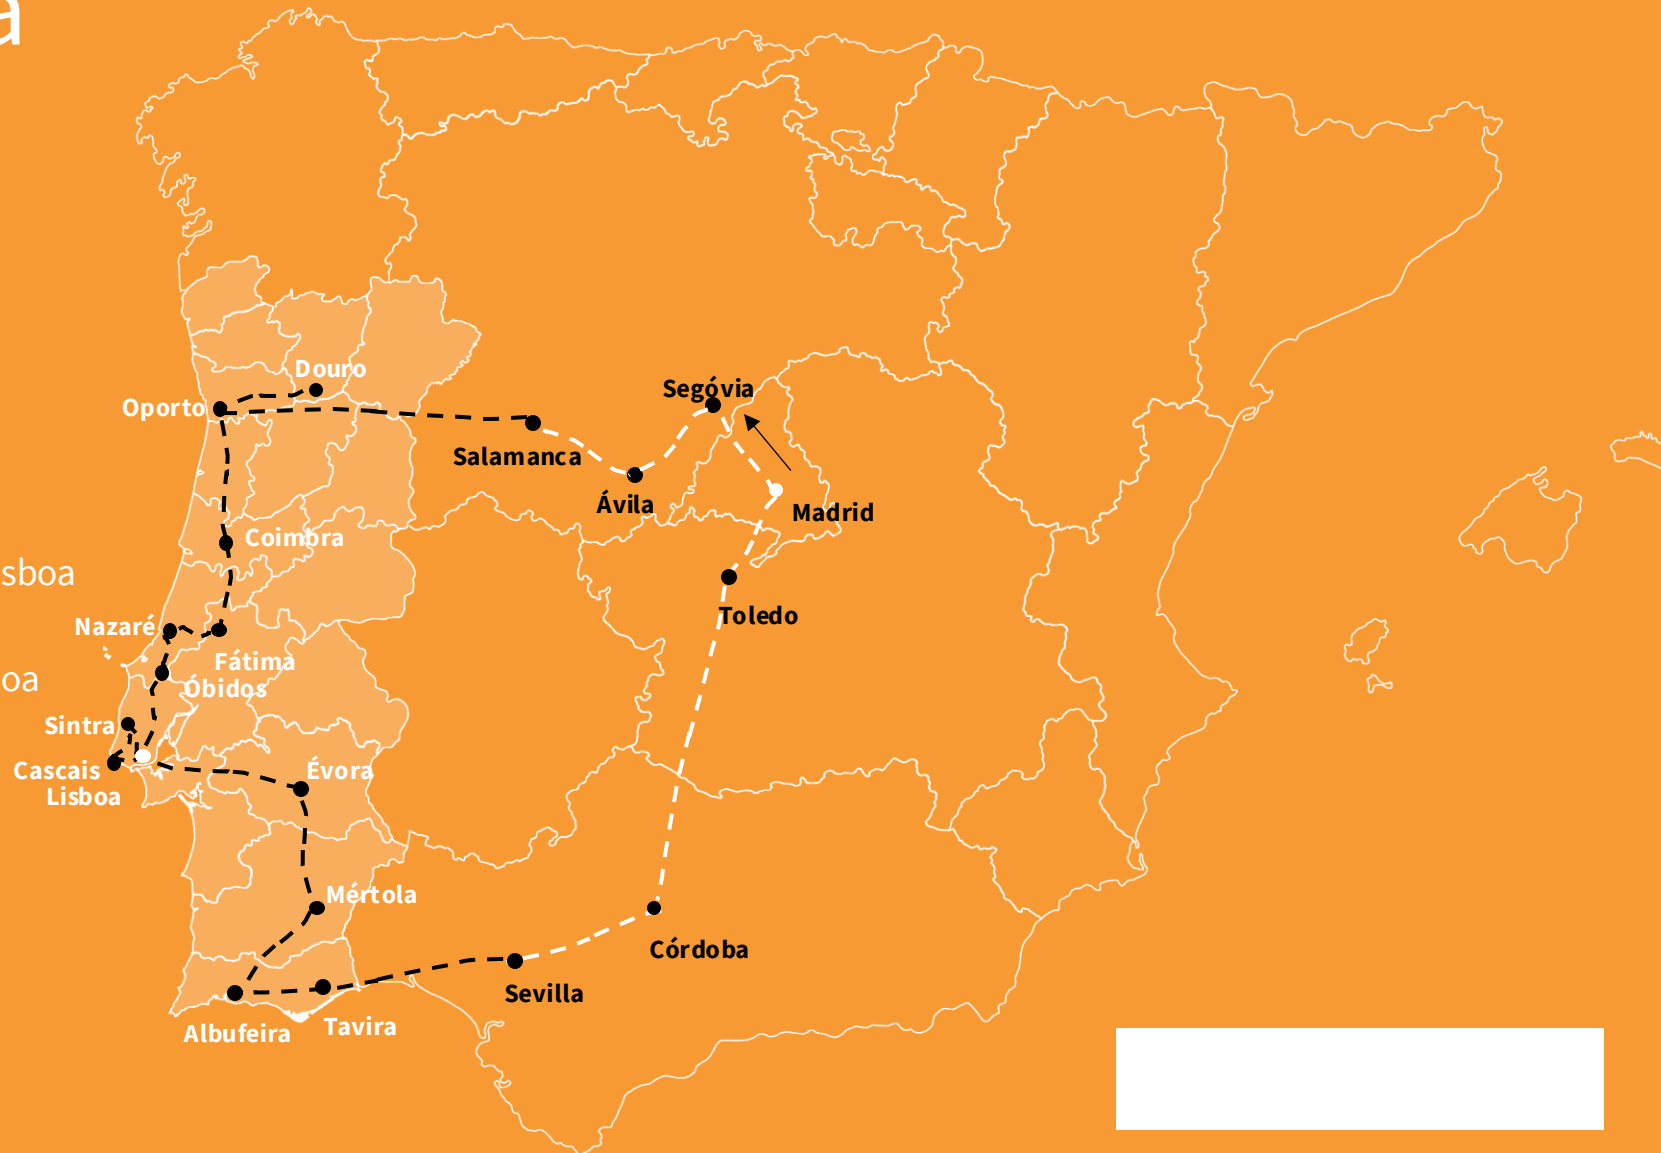 a
Douro
Segóvia
Oporto
Salamanca
Ávila
Madrid
Coimbra
sboa
Toledo
Nazaré
Fátima
oa
Óbidos
Sintra
Cascais
Évora
Lisboa
Mértola
Córdoba
Sevilla
Albufeira
Tavira